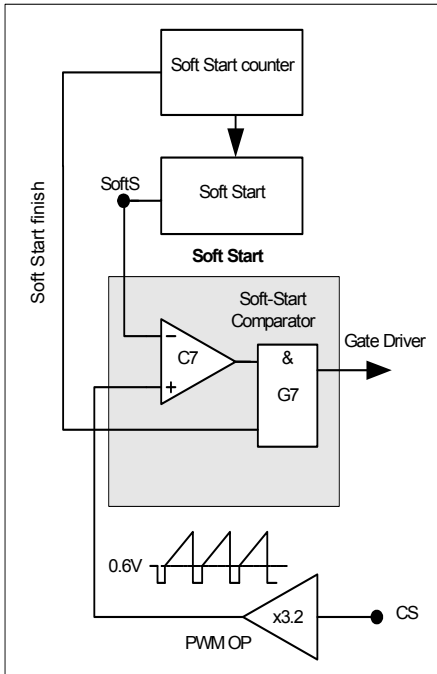 Soft Start counter
SoftS
Soft Start
Soft Start finish
Soft Start
Soft-Start
Comparator
Gate Driver
−
C7
+
&
G7
0.6V
x3.2
CS
PWM OP